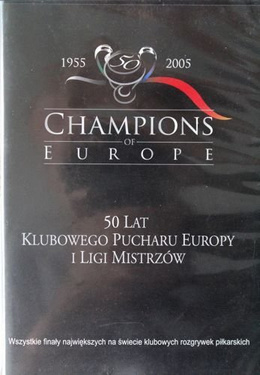 1955 50 2005
CHAMPIONS
OF
EUROPE
50 LAT
KLUBOWEGO PUCHARU EUROPY
I LIGI MISTRZÓW
Wszystkie finały największych na świecie klubowych rozgrywek piłkarskich